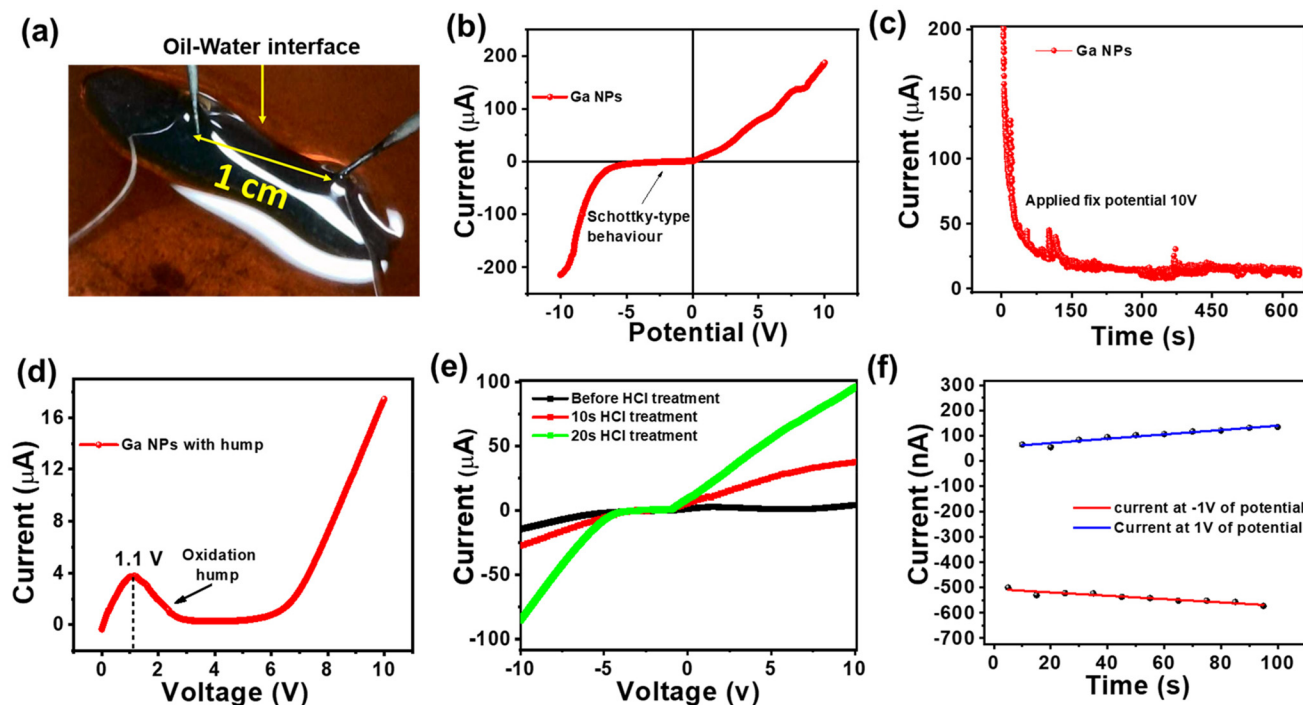 (a)
Oil-Water interface
1 cm
(b)
Current (μA)
200
100
0
-100
-200
Ga NPs
Schottky-type
behaviour
-10
-5
0
5
10
Potential (V)
(c)
Current (μA)
200
150
100
50
0
Ga NPs
Applied fix potential 10V
0
150
300
450
600
Time (s)
(d)
Current (μA)
16
12
8
4
0
Ga NPs with hump
1.1 V
Oxidation
hump
0
2
4
6
8
10
Voltage (V)
(e)
Current (μA)
100
50
0
-50
-100
Before HCl treatment
10s HCl treatment
20s HCl treatment
-10
-5
0
5
10
Voltage (v)
(f)
Current (nA)
300
200
100
0
-100
-200
-300
-400
-500
-600
-700
current at -1V of potential
Current at 1V of potential
0
20
40
60
80
100
Time (s)